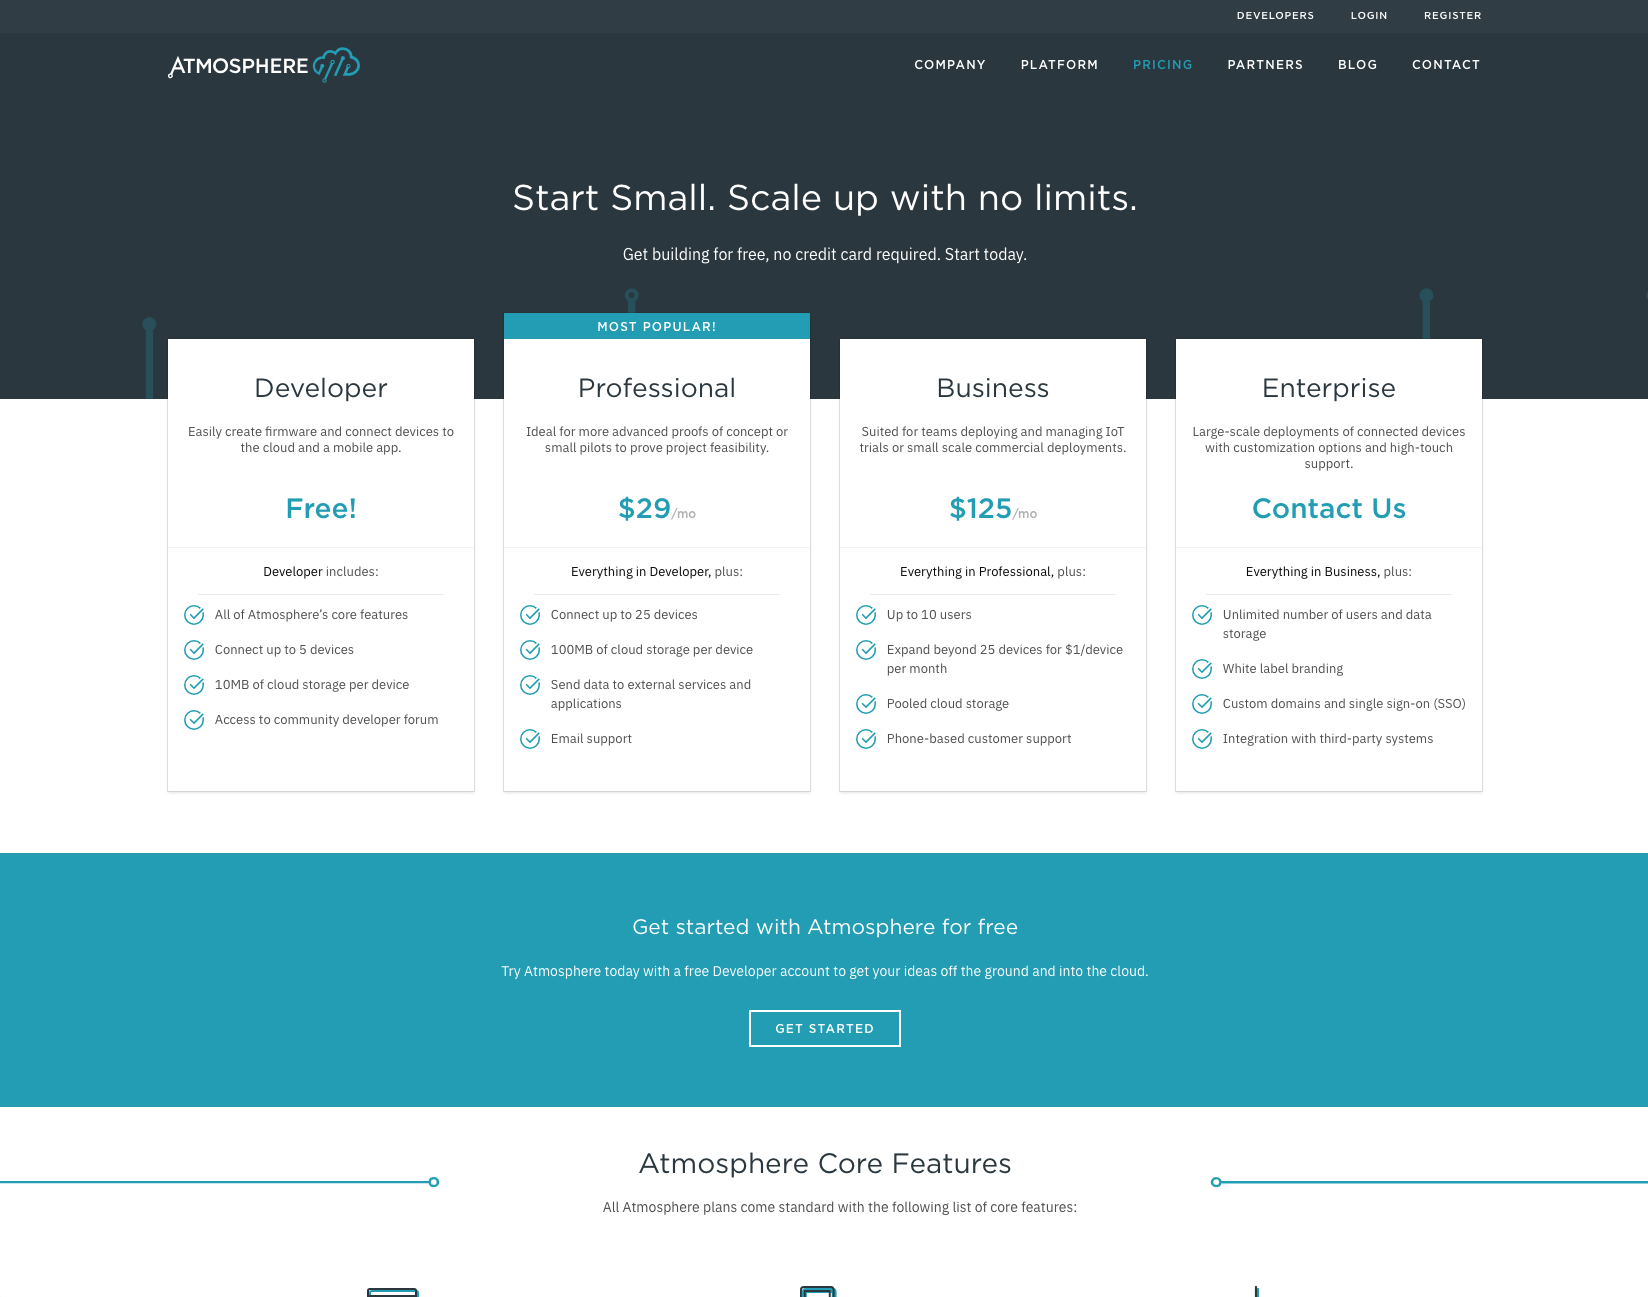 DEVELOPERS LOGIN REGISTER
ATMOSPHERE
COMPANY PLATFORM PRICING PARTNERS BLOG CONTACT
Start Small. Scale up with no limits.
Get building for free, no credit card required. Start today.
Developer
Easily create firmware and connect devices to
the cloud and a mobile app.
Free!
Developer includes:
All of Atmosphere's core features
Connect up to 5 devices
10MB of cloud storage per device
Access to community developer forum
MOST POPULAR!
Professional
Ideal for more advanced proofs of concept or
small pilots to prove project feasibility.
$29/mo
Everything in Developer, plus:
Connect up to 25 devices
100MB of cloud storage per device
Send data to external services and
applications
Email support
Business
Suited for teams deploying and managing IoT
trials or small scale commercial deployments.
$125/mo
Everything in Professional, plus:
Up to 10 users
Expand beyond 25 devices for $1/device
per month
Pooled cloud storage
Phone-based customer support
Enterprise
Large-scale deployments of connected devices
with customization options and high-touch
support.
Contact Us
Everything in Business, plus:
Unlimited number of users and data
storage
White label branding
Custom domains and single sign-on (SSO)
Integration with third-party systems
Get started with Atmosphere for free
Try Atmosphere today with a free Developer account to get your ideas off the ground and into the cloud.
GET STARTED
Atmosphere Core Features
All Atmosphere plans come standard with the following list of core features: